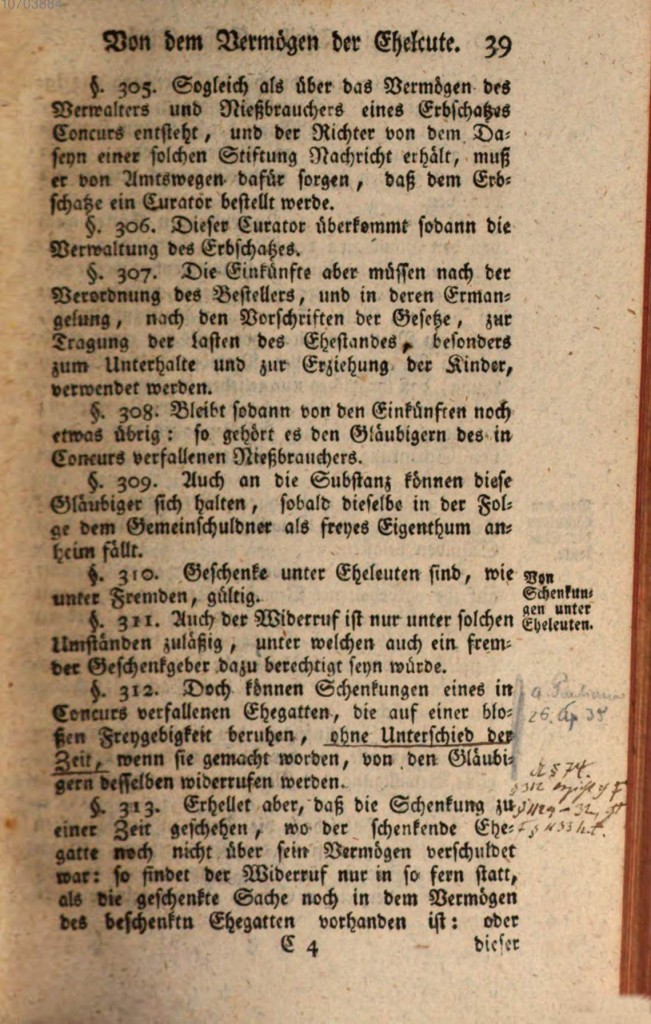 10703884
Von dem Vermögen der Eheleute. 39
§. 305. Sogleich als über das Vermögen des
Verwalters und Nießbrauchers eines Erbschatzes
Concurs entsteht, und der Richter von dem Da-
seyn einer solchen Stiftung Nachricht erhält, muß
er von Amtswegen dafür sorgen, daß dem Erb-
schatze ein Curator bestellt werde.
§. 306. Dieser Curator überkommt sodann die
Verwaltung des Erbschatzes.
§. 307. Die Einkünfte aber müssen nach der
Verordnung des Bestellers, und in deren Erman-
gelung, nach den Vorschriften der Gesetze, zur
Tragung der Lasten des Ehestandes, besonders
zum Unterhalte und zur Erziehung der Kinder,
verwendet werden.
§. 308. Bleibt sodann von den Einkünften noch
etwas übrig: so gehört es den Gläubigern des in
Concurs verfallenen Nießbrauchers.
§. 309. Auch an die Substanz können diese
Gläubiger sich halten, sobald dieselbe in der Fol-
ge dem Gemeinschuldner als freyes Eigenthum an-
heim fällt.
§. 310. Geschenke unter Eheleuten sind, wie
unter Fremden, gültig.
Von
Schenkun-
gen unter
Eheleuten.
§. 311. Auch der Widerruf ist nur unter solchen
Umständen zuläßig, unter welchen auch ein frem-
der Geschenkgeber dazu berechtigt seyn würde.
§. 312. Doch können Schenkungen eines in
Concurs verfallenen Ehegatten, die auf einer blo-
ßen Freygebigkeit beruhen, ohne Unterschied der
Zeit, wenn sie gemacht worden, von den Gläubi-
gern desselben widerrufen werden.
26. Ap 38
§. 313. Erhellet aber, daß die Schenkung zu
einer Zeit geschehen, wo der schenkende Ehe-
gatte noch nicht über sein Vermögen verschuldet
war: so findet der Widerruf nur in so fern statt,
als die geschenkte Sache noch in dem Vermögen
des beschenktn Ehegatten vorhanden ist: oder
C 4
dieser